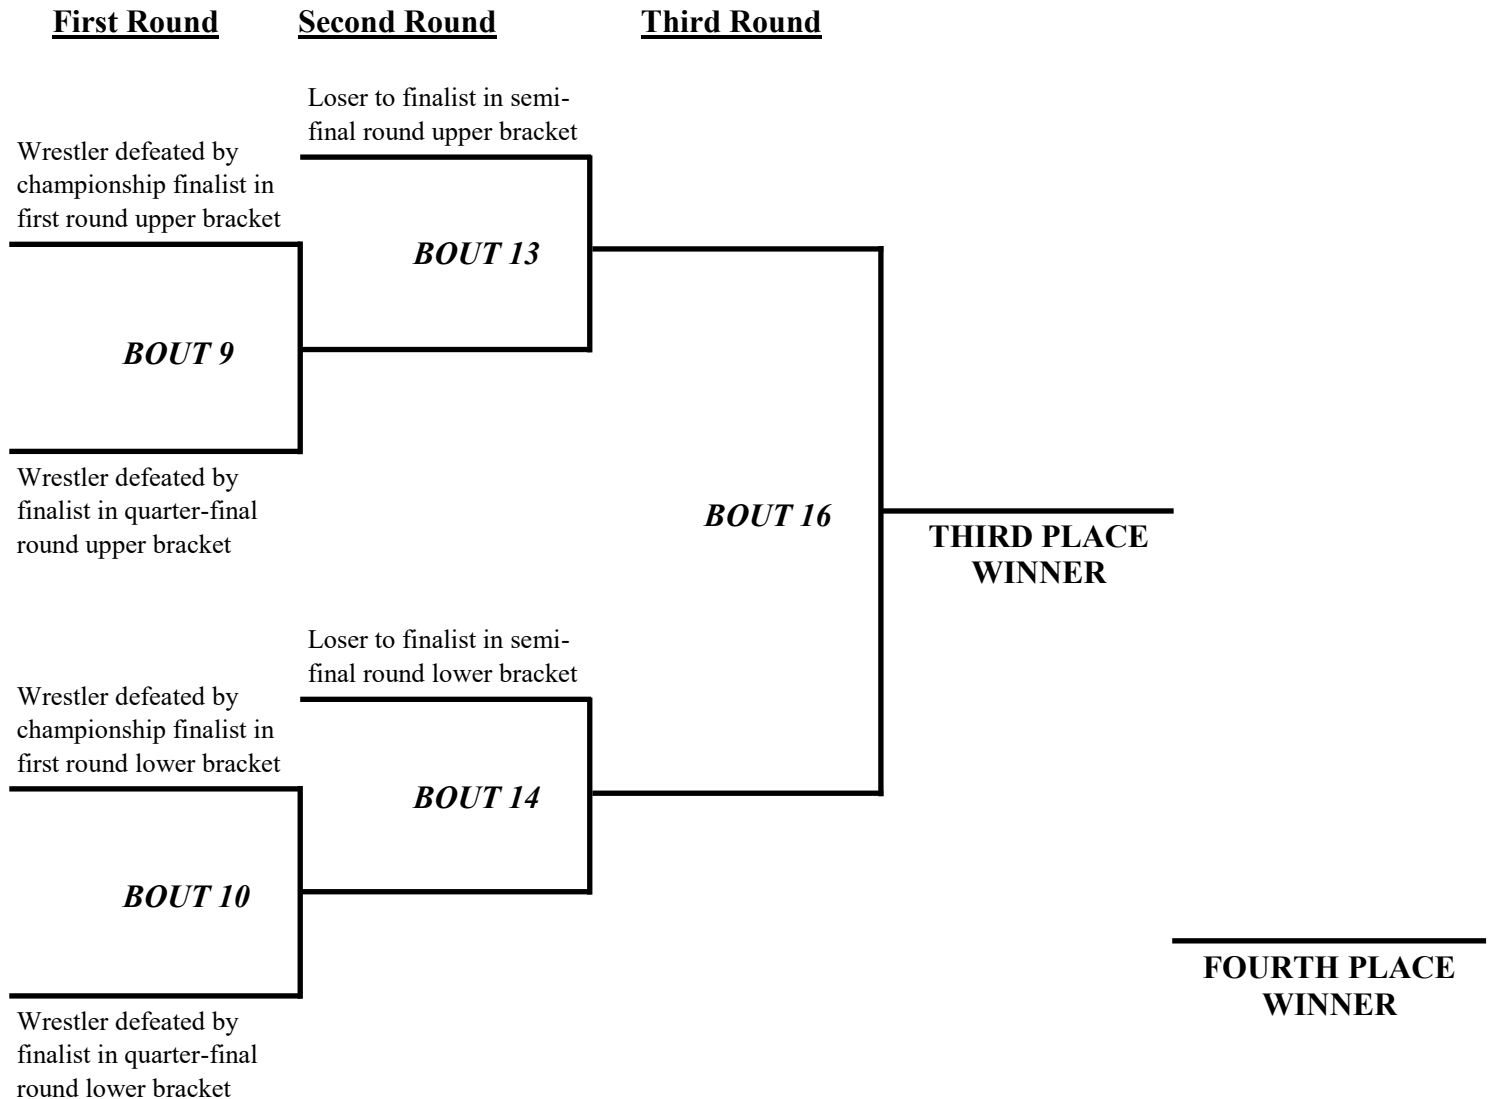 First Round
Second Round
Third Round
Loser to finalist in semi-
final round upper bracket
Wrestler defeated by
championship finalist in
first round upper bracket
BOUT 13
BOUT 9
Wrestler defeated by
finalist in quarter-final
round upper bracket
BOUT 16
THIRD PLACE
WINNER
Loser to finalist in semi-
final round lower bracket
Wrestler defeated by
championship finalist in
first round lower bracket
BOUT 14
BOUT 10
FOURTH PLACE
WINNER
Wrestler defeated by
finalist in quarter-final
round lower bracket